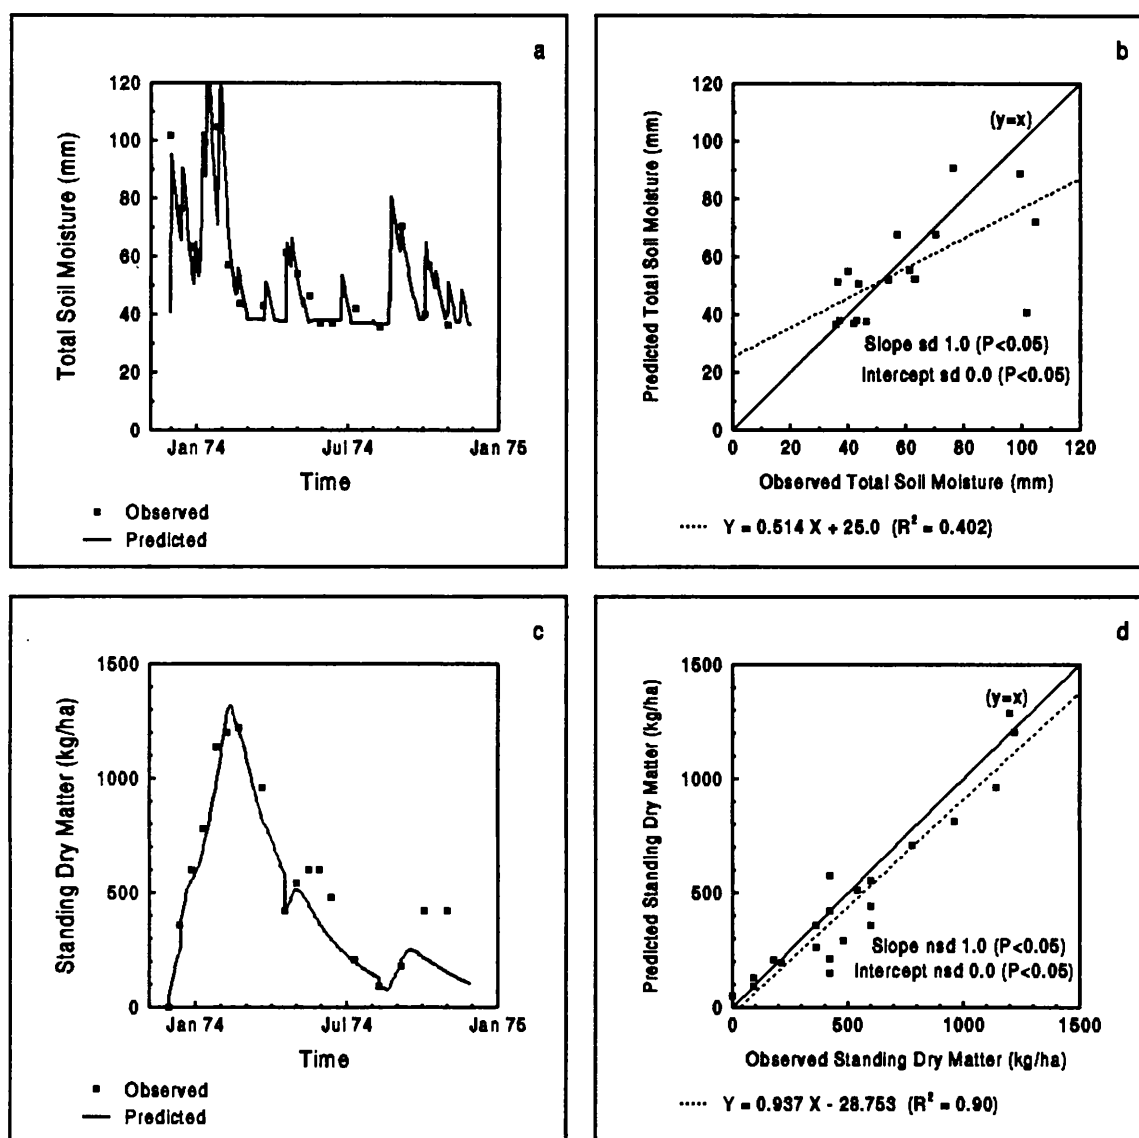 a
120
100
80
60
40
20
0
Total Soil Moisture (mm)
Jan 74
Jul 74
Jan 75
Time
Observed
Predicted
b
120
100
80
60
40
20
0
Predicted Total Soil Moisture (mm)
(y=x)
Slope sd 1.0 (P<0.05)
Intercept sd 0.0 (P<0.05)
0 20 40 60 80 100 120
Observed Total Soil Moisture (mm)
Y = 0.514 X + 25.0 (R² = 0.402)
c
1500
1000
500
0
Standing Dry Matter (kg/ha)
Jan 74
Jul 74
Jan 75
Time
Observed
Predicted
d
1500
1000
500
0
Predicted Standing Dry Matter (kg/ha)
(y=x)
Slope nsd 1.0 (P<0.05)
Intercept nsd 0.0 (P<0.05)
0 500 1000 1500
Observed Standing Dry Matter (kg/ha)
Y = 0.937 X - 28.753 (R² = 0.90)